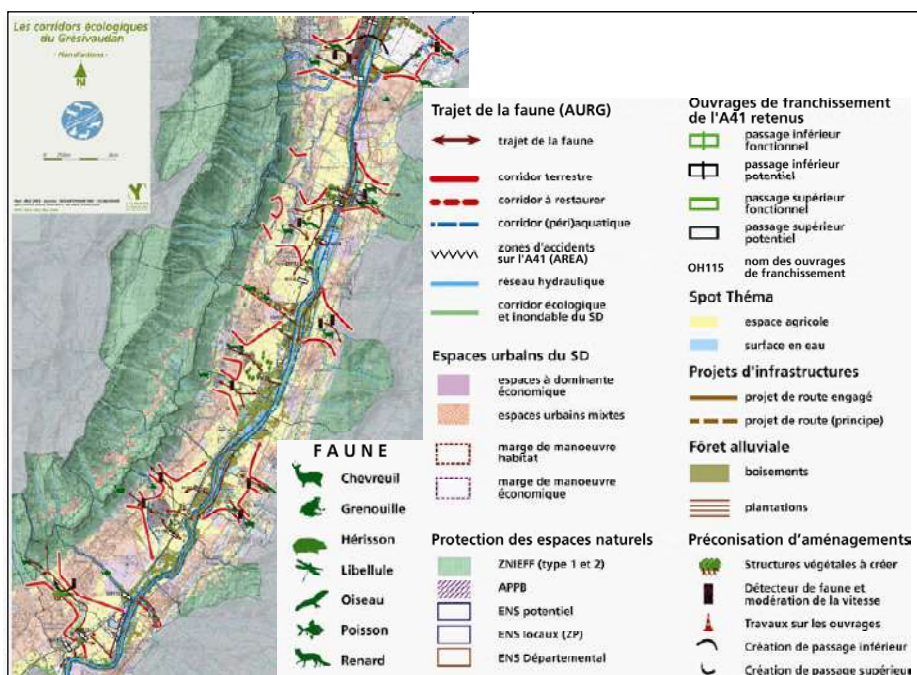 Les corridors écologiques
du Grésivaudan
- Plan d'actions -
N
Trajet de la faune (AURG)
trajet de la faune
corridor terrestre
corridor à restaurer
corridor (péri)aquatique
zones d'accidents
sur l'A41 (AREA)
réseau hydraulique
corridor écologique
et inondable du SD
Espaces urbains du SD
espaces à dominante
économique
espaces urbains mixtes
marge de manoeuvre
habitat
marge de manoeuvre
économique
Protection des espaces naturels
ZNIEFF (type 1 et 2)
APPB
ENS potentiel
ENS locaux (ZP)
ENS Départemental
FAUNE
Chevreuil
Grenouille
Hérisson
Libellule
Oiseau
Poisson
Renard
Ouvrages de franchissement
de l'A41 retenus
passage inférieur
fonctionnel
passage inférieur
potentiel
passage supérieur
fonctionnel
passage supérieur
potentiel
OH115
nom des ouvrages
de franchissement
Spot Théma
espace agricole
surface en eau
Projets d'infrastructures
projet de route engagé
projet de route (principe)
Fôret alluviale
boisements
plantations
Préconisation d'aménagements
Structures végétales à créer
Détecteur de faune et
modération de la vitesse
Travaux sur les ouvrages
Création de passage inférieur
Création de passage supérieur